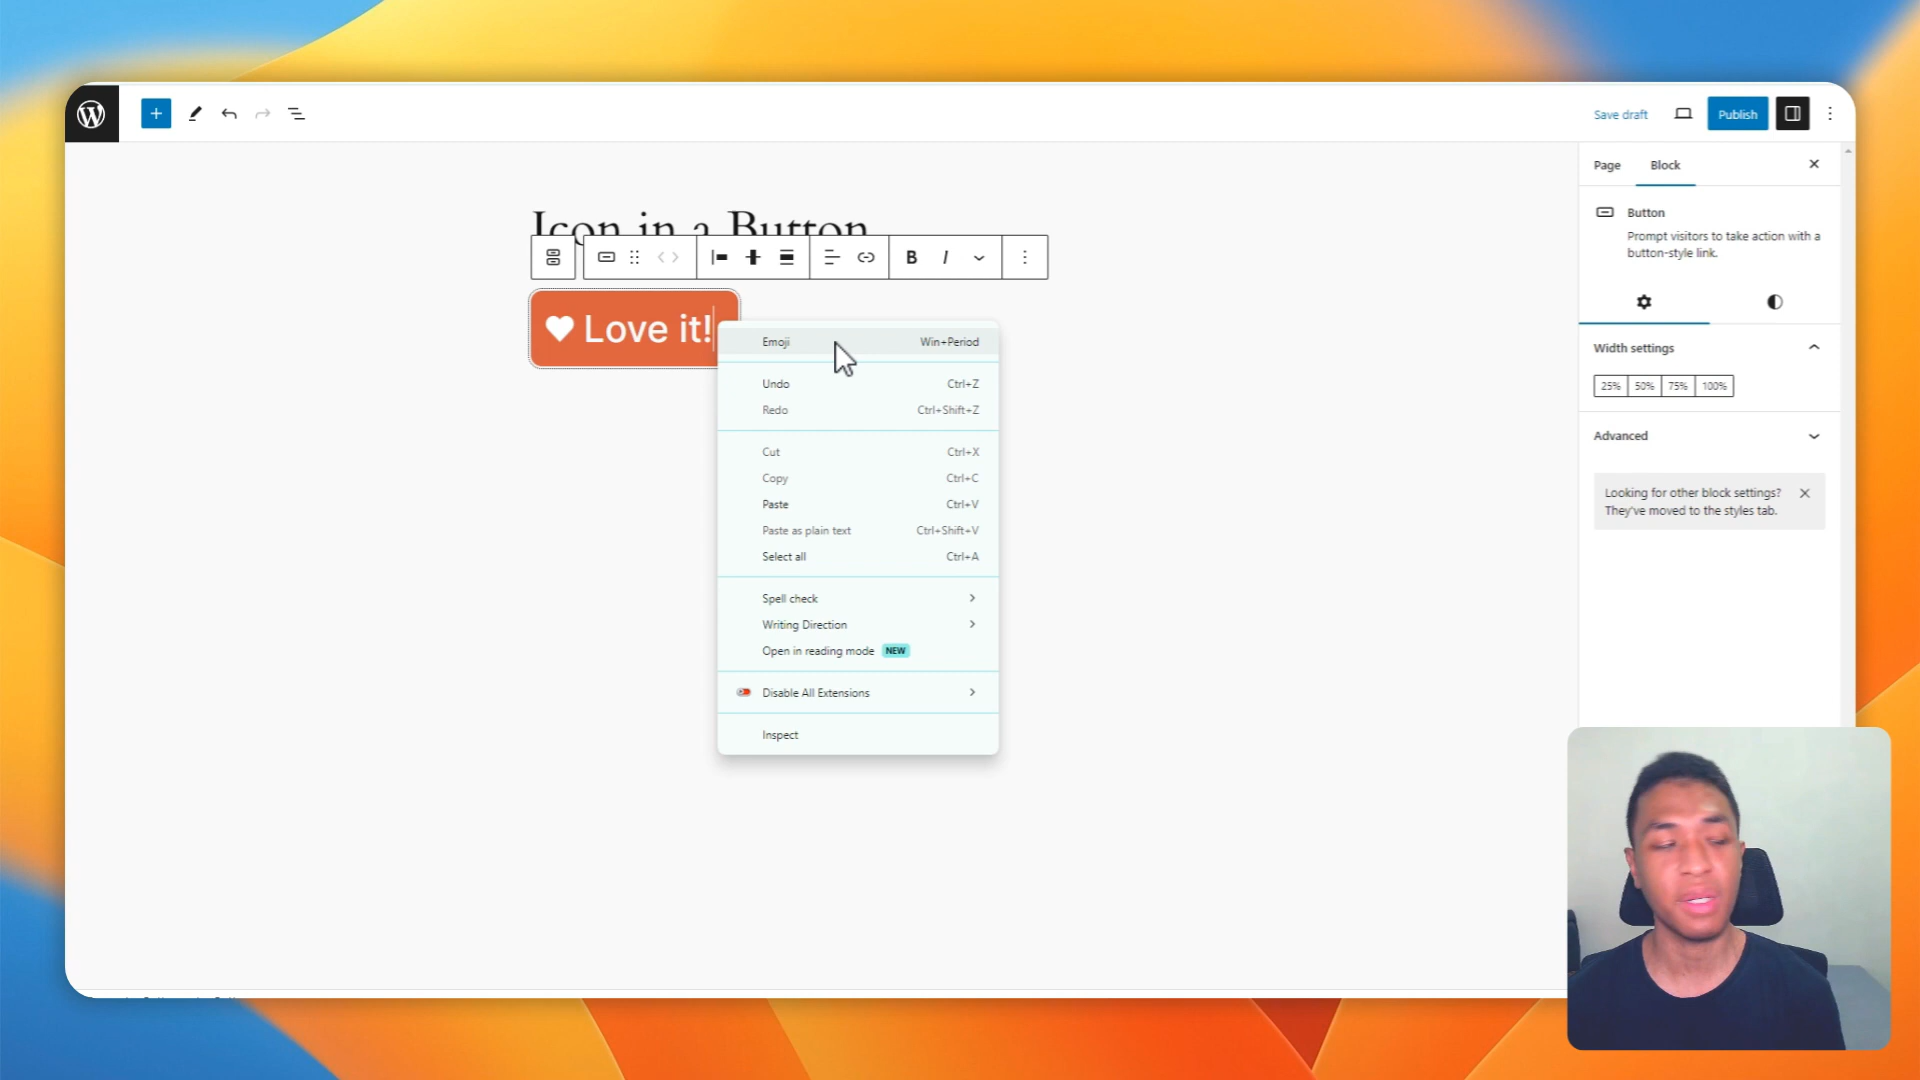 Save draft
Publish
Page
Block
Icon in a Button
Button
Prompt visitors to take action with a
button-style link.
B I
♥ Love it!
Emoji Win+Period
Undo Ctrl+Z
Redo Ctrl+Shift+Z
Cut Ctrl+X
Copy Ctrl+C
Paste Ctrl+V
Paste as plain text Ctrl+Shift+V
Select all Ctrl+A
Spell check
Writing Direction
Open in reading mode NEW
Disable All Extensions
Inspect
Width settings
25% 50% 75% 100%
Advanced
Looking for other block settings?
They've moved to the styles tab.